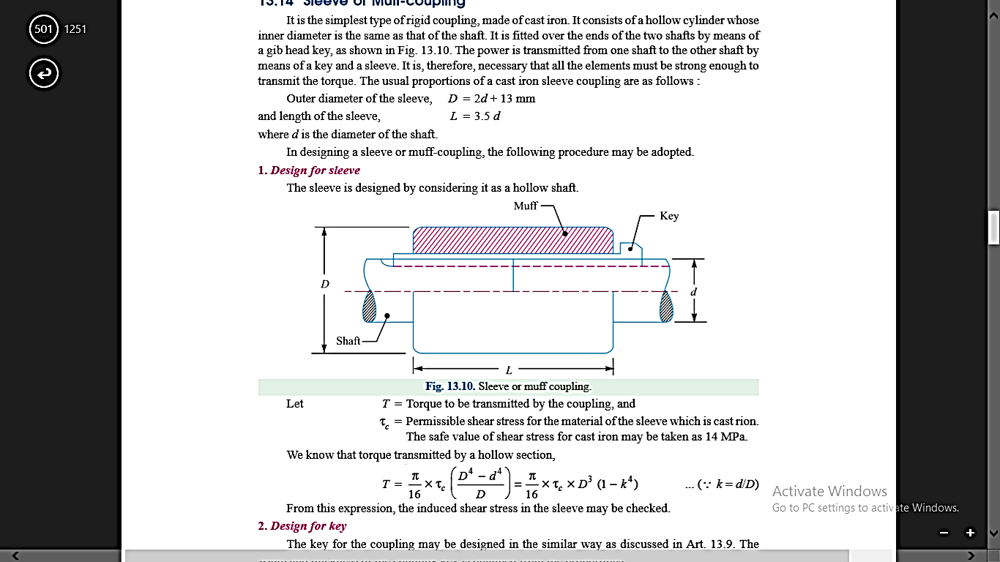 13.14 Sleeve or Muff-coupling
501 1251
It is the simplest type of rigid coupling, made of cast iron. It consists of a hollow cylinder whose
inner diameter is the same as that of the shaft. It is fitted over the ends of the two shafts by means of
a gib head key, as shown in Fig. 13.10. The power is transmitted from one shaft to the other shaft by
means of a key and a sleeve. It is, therefore, necessary that all the elements must be strong enough to
transmit the torque. The usual proportions of a cast iron sleeve coupling are as follows :
Outer diameter of the sleeve, D = 2d + 13 mm
and length of the sleeve, L = 3.5 d
where d is the diameter of the shaft.
In designing a sleeve or muff-coupling, the following procedure may be adopted.
1. Design for sleeve
The sleeve is designed by considering it as a hollow shaft.
Muff
Key
D
d
Shaft
L
Fig. 13.10. Sleeve or muff coupling.
Let T = Torque to be transmitted by the coupling, and
τc = Permissible shear stress for the material of the sleeve which is cast rion.
The safe value of shear stress for cast iron may be taken as 14 MPa.
We know that torque transmitted by a hollow section,
T = π/16 × τc (D⁴ – d⁴ / D) = π/16 × τc × D³ (1 – k⁴) ... (∵ k = d/D)
From this expression, the induced shear stress in the sleeve may be checked.
2. Design for key
The key for the coupling may be designed in the similar way as discussed in Art. 13.9. The
Activate Windows
Go to PC settings to activate Windows.